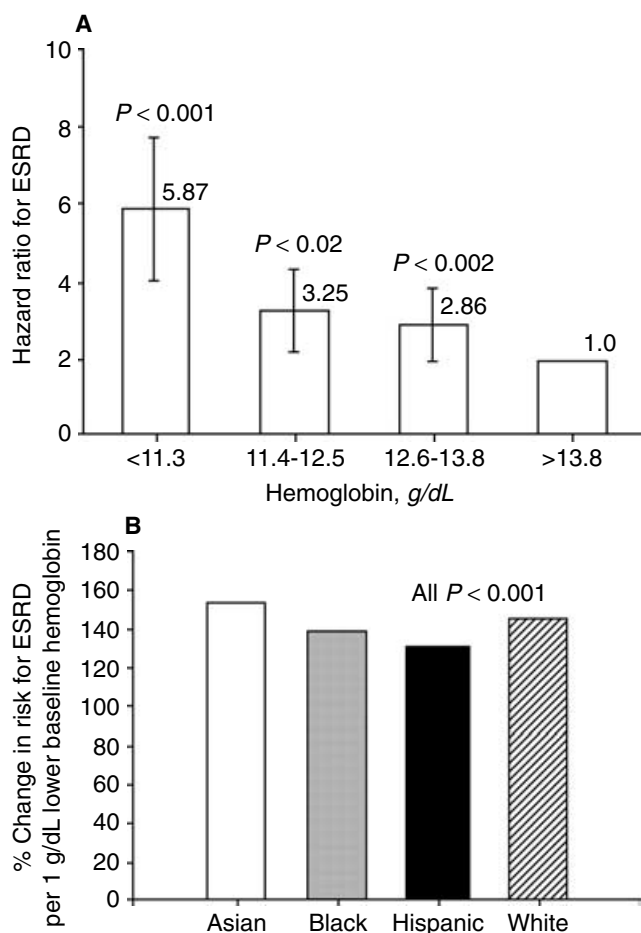 A
10
8
6
4
2
0
Hazard ratio for ESRD
P < 0.001
5.87
P < 0.02
3.25
P < 0.002
2.86
1.0
<11.3 11.4-12.5 12.6-13.8 >13.8
Hemoglobin, g/dL
B
180
160
140
120
100
80
60
40
20
0
% Change in risk for ESRD
per 1 g/dL lower baseline hemoglobin
All P < 0.001
Asian Black Hispanic White